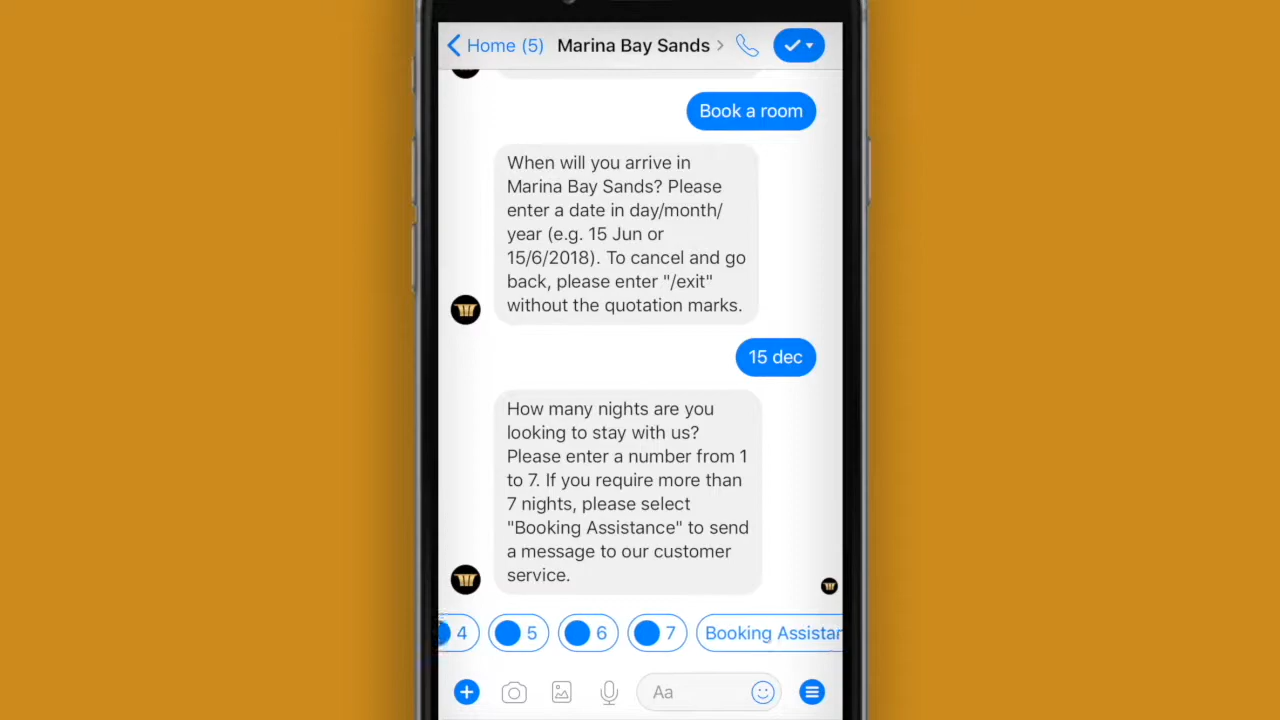 Home (5) Marina Bay Sands
Book a room
When will you arrive in
Marina Bay Sands? Please
enter a date in day/month/
year (e.g. 15 Jun or
15/6/2018). To cancel and go
back, please enter "/exit"
without the quotation marks.
15 dec
How many nights are you
looking to stay with us?
Please enter a number from 1
to 7. If you require more than
7 nights, please select
"Booking Assistance" to send
a message to our customer
service.
4 5 6 7 Booking Assistan
Aa